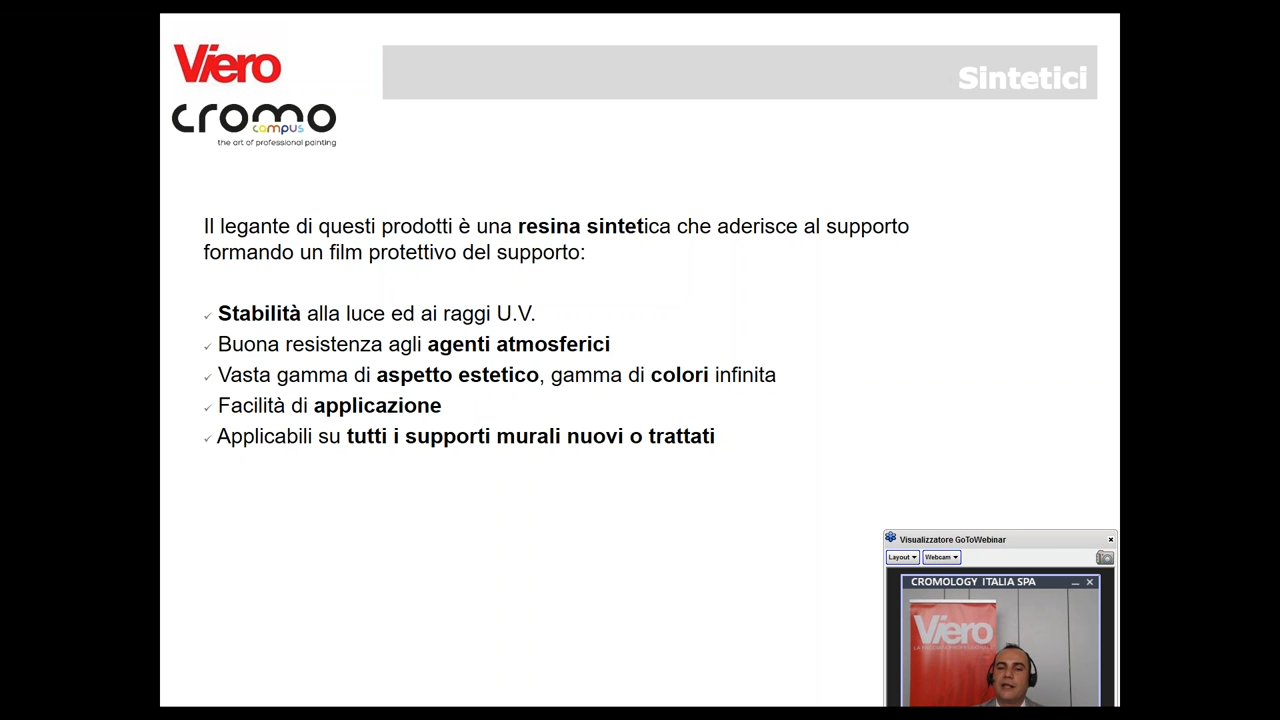 Viero
Sintetici
cromo
campus
the art of professional painting
Il legante di questi prodotti è una resina sintetica che aderisce al supporto
formando un film protettivo del supporto:
✓ Stabilità alla luce ed ai raggi U.V.
✓ Buona resistenza agli agenti atmosferici
✓ Vasta gamma di aspetto estetico, gamma di colori infinita
✓ Facilità di applicazione
✓ Applicabili su tutti i supporti murali nuovi o trattati
Visualizzatore GoToWebinar
Layout Webcam
CROMOLOGY ITALIA SPA
Viero